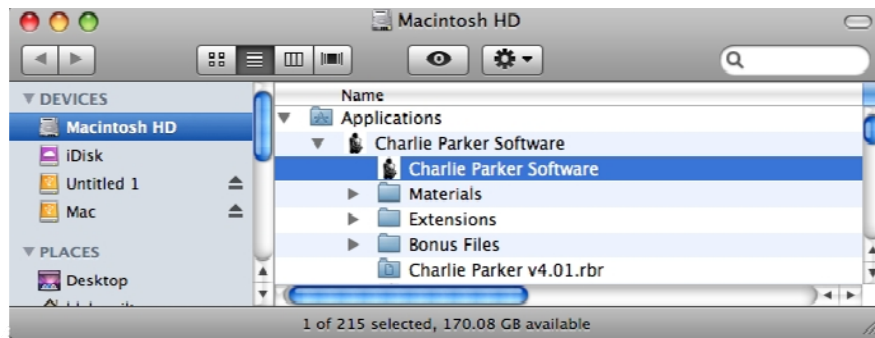 Macintosh HD
DEVICES
Macintosh HD
iDisk
Untitled 1
Mac
PLACES
Desktop
Name
Applications
Charlie Parker Software
Charlie Parker Software
Materials
Extensions
Bonus Files
Charlie Parker v4.01.rbr
1 of 215 selected, 170.08 GB available